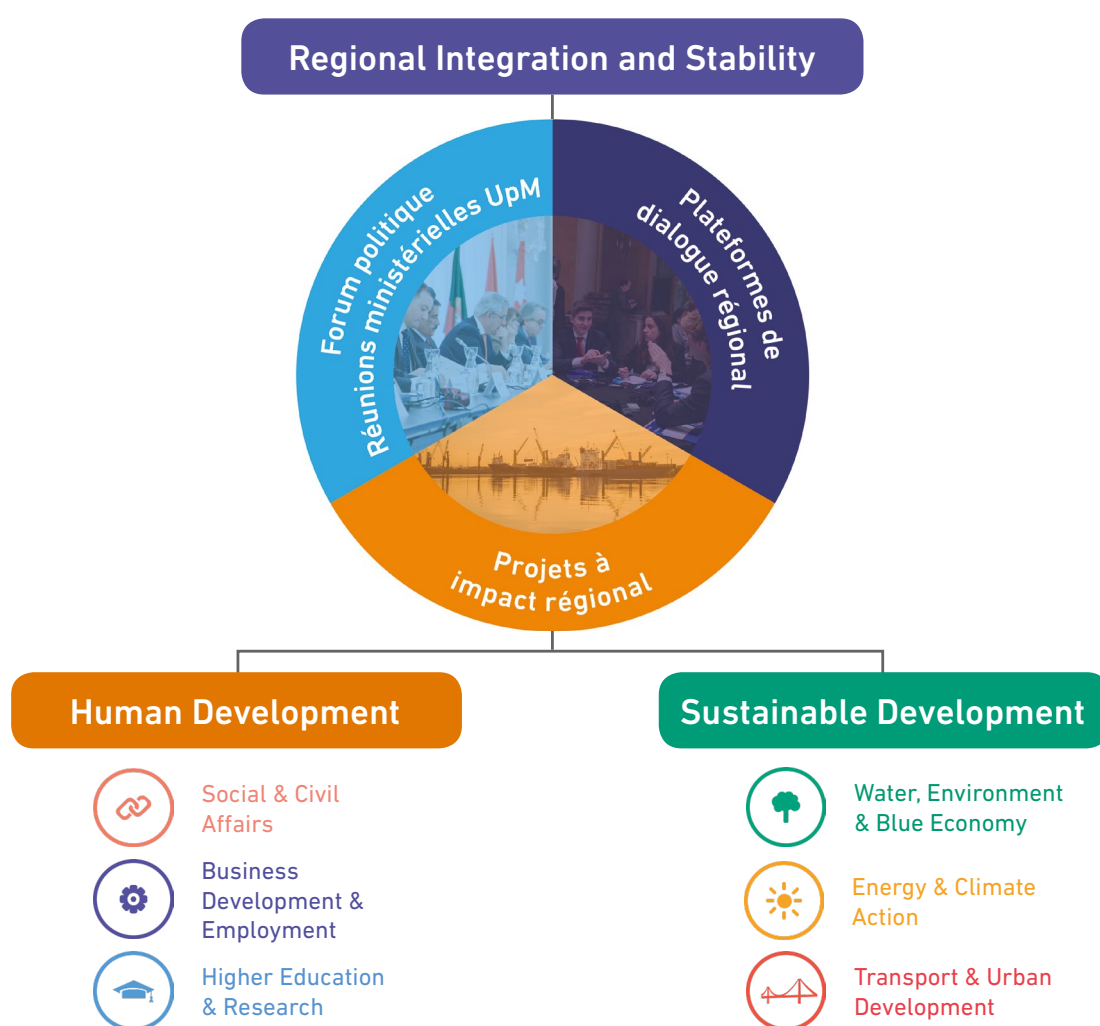 Regional Integration and Stability
Forum politique
Réunions ministérielles UpM
Plateformes de
dialogue régional
Projets à
impact régional
Human Development
Social & Civil
Affairs
Business
Development &
Employment
Higher Education
& Research
Sustainable Development
Water, Environment
& Blue Economy
Energy & Climate
Action
Transport & Urban
Development